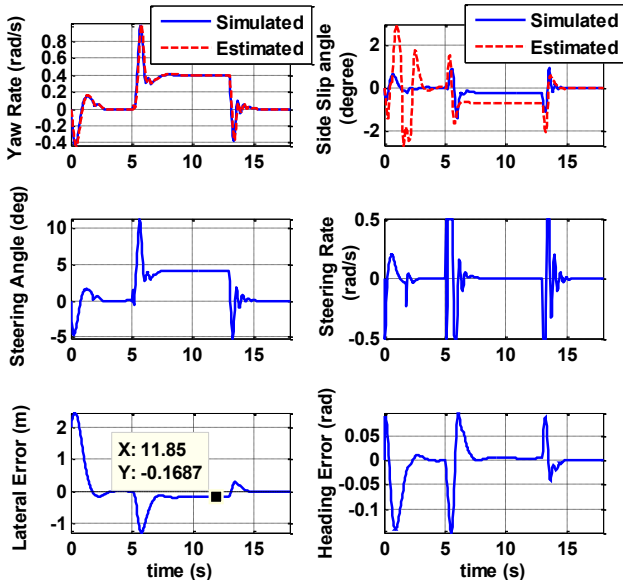 Simulated
Estimated
Yaw Rate (rad/s)
1
0.8
0.6
0.4
0.2
0
-0.2
-0.4
0 5 10 15
Simulated
Estimated
Side Slip angle
(degree)
2
0
-2
0 5 10 15
Steering Angle (deg)
10
5
0
-5
0 5 10 15
Steering Rate
(rad/s)
0.5
0
-0.5
0 5 10 15
Lateral Error (m)
2
1
0
-1
X: 11.85
Y: -0.1687
0 5 10 15
time (s)
Heading Error (rad)
0.05
0
-0.05
-0.1
0 5 10 15
time (s)